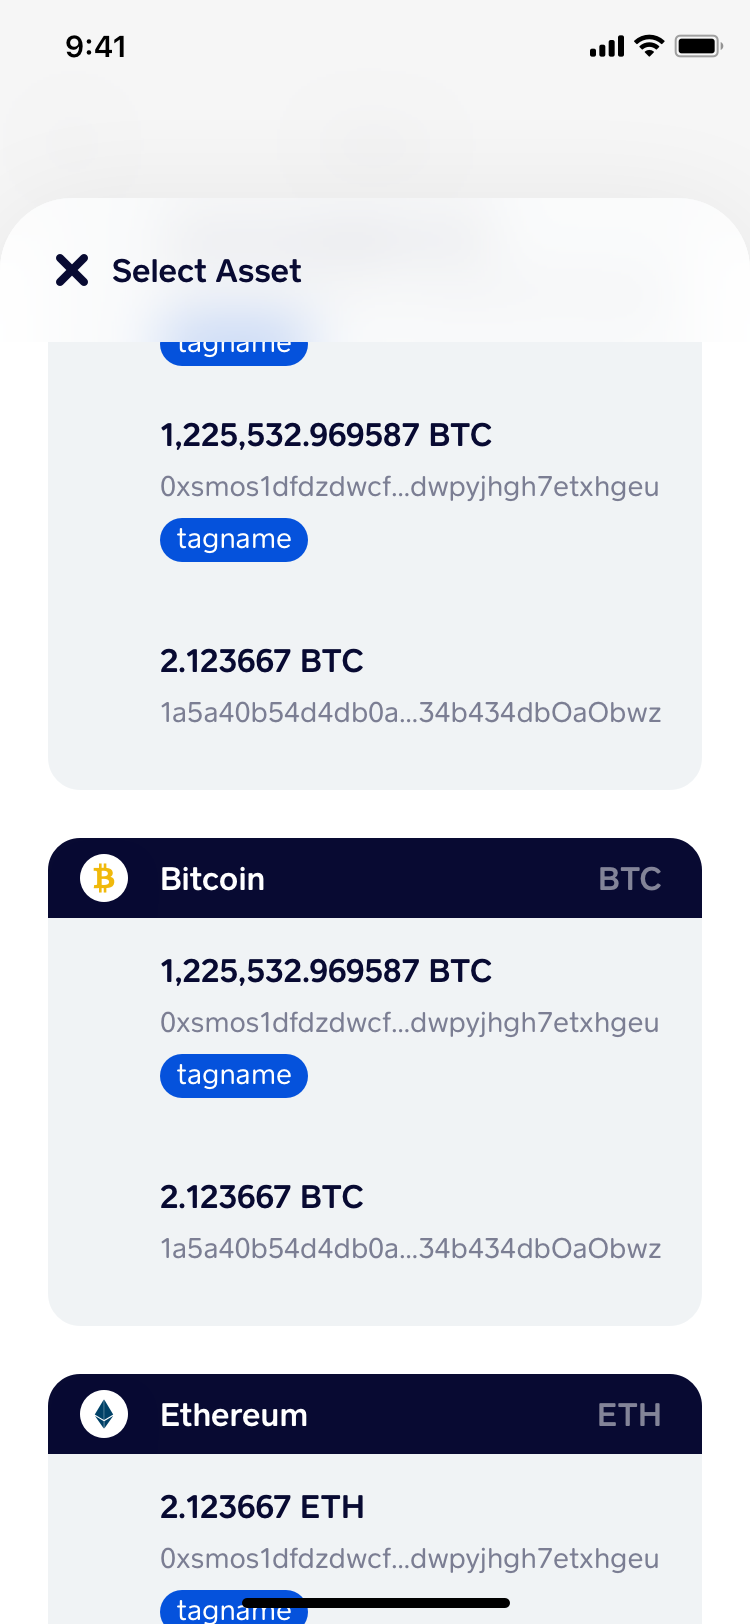 9:41
Select Asset
tagname
1,225,532.969587 BTC
0xsmos1dfdzdwcf...dwpyjhgh7etxhgeu
tagname
2.123667 BTC
1a5a40b54d4db0a...34b434dbOaObwz
Bitcoin BTC
1,225,532.969587 BTC
0xsmos1dfdzdwcf...dwpyjhgh7etxhgeu
tagname
2.123667 BTC
1a5a40b54d4db0a...34b434dbOaObwz
Ethereum ETH
2.123667 ETH
0xsmos1dfdzdwcf...dwpyjhgh7etxhgeu
tagname